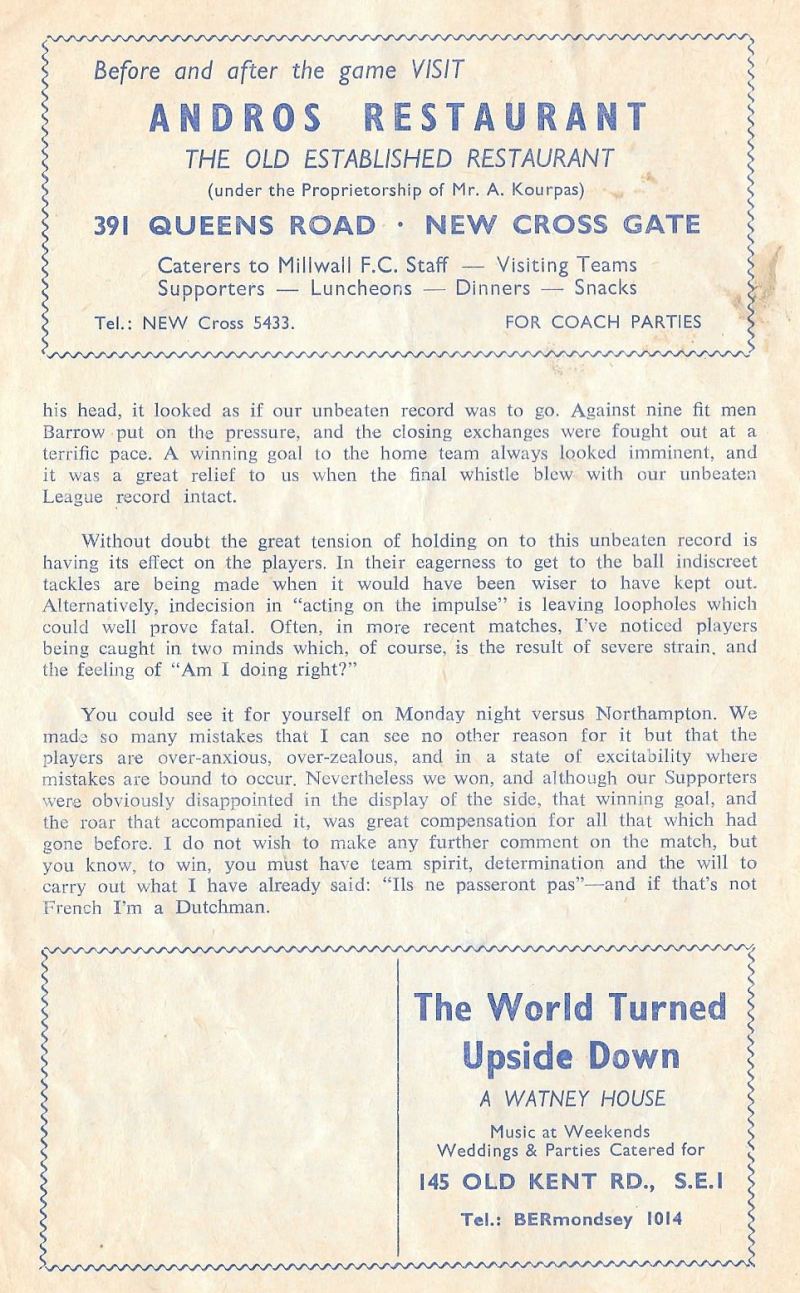 Before and after the game VISIT
ANDROS RESTAURANT
THE OLD ESTABLISHED RESTAURANT
(under the Proprietorship of Mr. A. Kourpas)
391 QUEENS ROAD · NEW CROSS GATE
Caterers to Millwall F.C. Staff — Visiting Teams
Supporters — Luncheons — Dinners — Snacks
Tel.: NEW Cross 5433. FOR COACH PARTIES
his head, it looked as if our unbeaten record was to go. Against nine fit men
Barrow put on the pressure, and the closing exchanges were fought out at a
terrific pace. A winning goal to the home team always looked imminent, and
it was a great relief to us when the final whistle blew with our unbeaten
League record intact.
Without doubt the great tension of holding on to this unbeaten record is
having its effect on the players. In their eagerness to get to the ball indiscreet
tackles are being made when it would have been wiser to have kept out.
Alternatively, indecision in “acting on the impulse” is leaving loopholes which
could well prove fatal. Often, in more recent matches, I’ve noticed players
being caught in two minds which, of course, is the result of severe strain, and
the feeling of “Am I doing right?”
You could see it for yourself on Monday night versus Northampton. We
made so many mistakes that I can see no other reason for it but that the
players are over-anxious, over-zealous, and in a state of excitability where
mistakes are bound to occur. Nevertheless we won, and although our Supporters
were obviously disappointed in the display of the side, that winning goal, and
the roar that accompanied it, was great compensation for all that which had
gone before. I do not wish to make any further comment on the match, but
you know, to win, you must have team spirit, determination and the will to
carry out what I have already said: “Ils ne passeront pas”—and if that’s not
French I’m a Dutchman.
The World Turned
Upside Down
A WATNEY HOUSE
Music at Weekends
Weddings & Parties Catered for
145 OLD KENT RD., S.E.1
Tel.: BERmondsey 1014